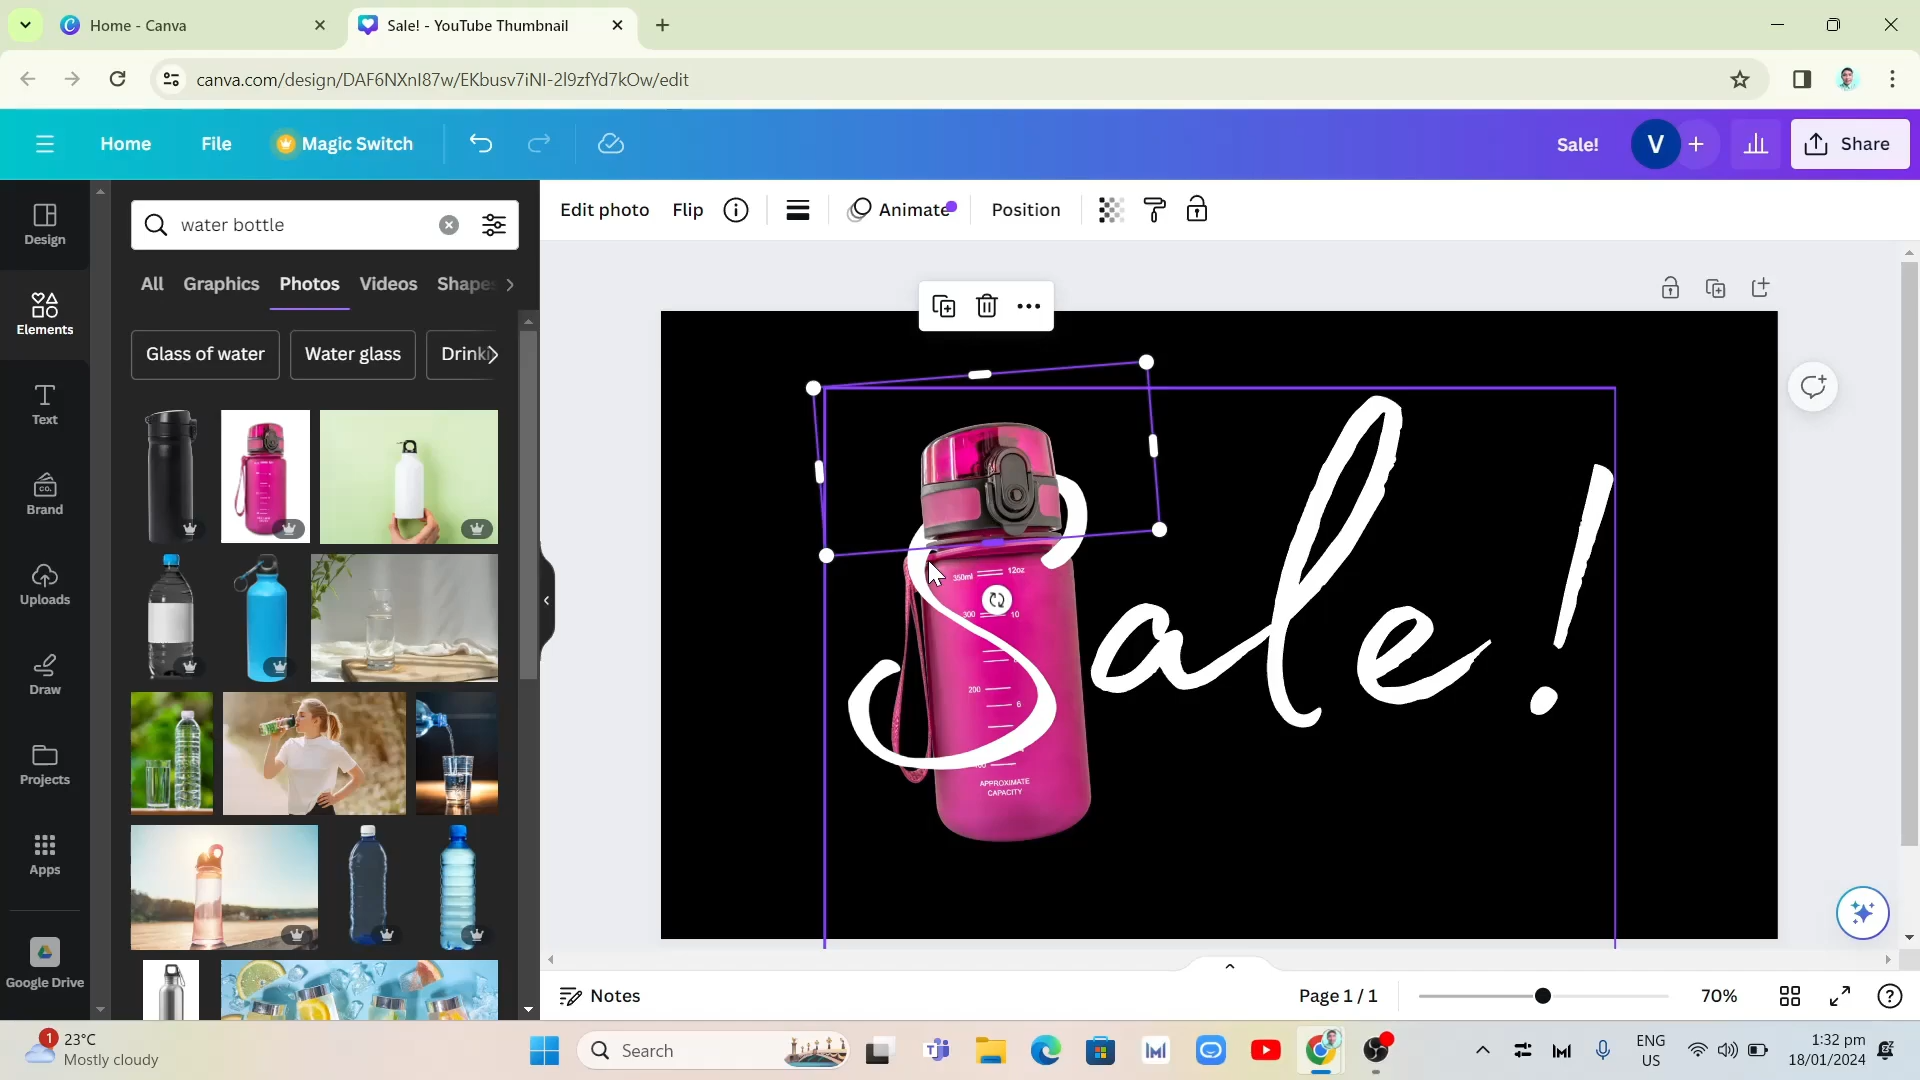 Home - Canva
Sale! - YouTube Thumbnail
canva.com/design/DAF6NXnI87w/EKbusv7iNI-2l9zfYd7kOw/edit
Home
File
Magic Switch
Sale!
V
Share
Design
Elements
Text
Brand
Uploads
Draw
Projects
Apps
Google Drive
water bottle
All
Graphics
Photos
Videos
Shapes
Glass of water
Water glass
Drinki
Edit photo
Flip
Animate
Position
Sale!
350ml
12oz
300
10
200
6
APPROXIMATE
CAPACITY
Notes
Page 1 / 1
70%
1
23°C
Mostly cloudy
Search
ENG
US
1:32 pm
18/01/2024